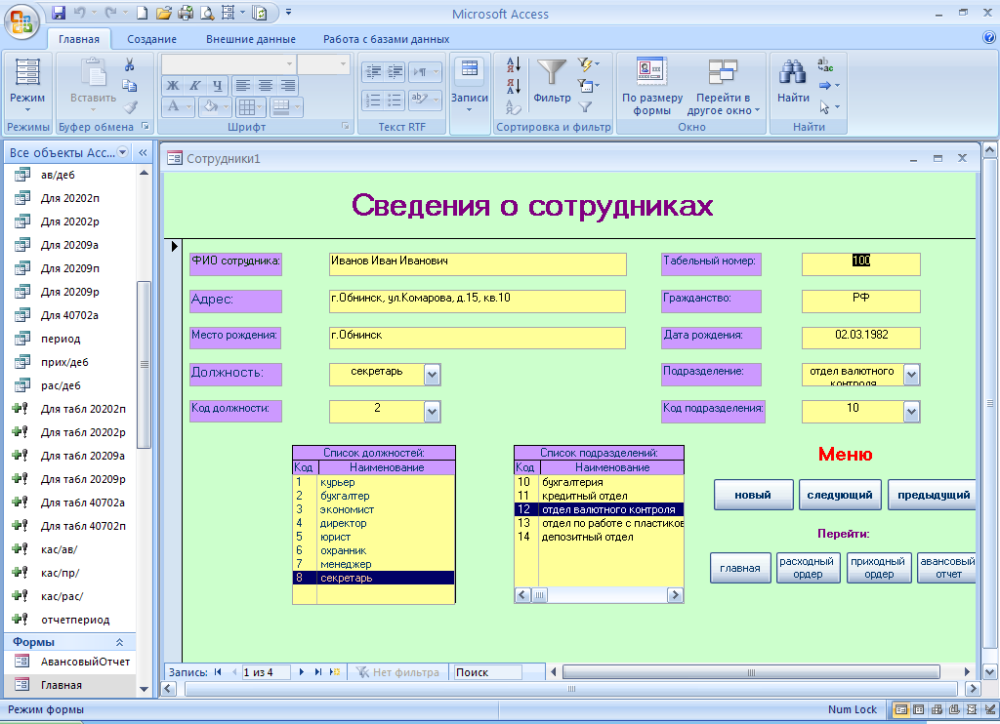 Microsoft Access
Главная Создание Внешние данные Работа с базами данных
Режим Вставить Ж К Ч Записи Фильтр По размеру формы Перейти в другое окно Найти
Режимы Буфер обмена Шрифт Текст RTF Сортировка и фильтр Окно Найти
Все объекты Acc... «
ав/деб
Для 20202п
Для 20202р
Для 20209а
Для 20209п
Для 20209р
Для 40702а
период
прих/деб
рас/деб
Для табл 20202п
Для табл 20202р
Для табл 20209а
Для табл 20209р
Для табл 40702а
Для табл 40702п
кас/ав/
кас/пр/
кас/рас/
отчетпериод
Формы
АвансовыйОтчет
Главная
Сотрудники1
Сведения о сотрудниках
ФИО сотрудника: Иванов Иван Иванович Табельный номер: 100
Адрес: г.Обнинск, ул.Комарова, д.15, кв.10 Гражданство: РФ
Место рождения: г.Обнинск Дата рождения: 02.03.1982
Должность: секретарь Подразделение: отдел валютного
контроля
Код должности: 2 Код подразделения: 10
Список должностей:
Код Наименование
1 курьер
2 бухгалтер
3 экономист
4 директор
5 юрист
6 охранник
7 менеджер
8 секретарь
Список подразделений:
Код Наименование
10 бухгалтерия
11 кредитный отдел
12 отдел валютного контроля
13 отдел по работе с пластиков
14 депозитный отдел
Меню
новый следующий предыдущий
Перейти:
главная расходный ордер приходный ордер авансовый отчет
Запись: 1 из 4 Нет фильтра Поиск
Режим формы Num Lock